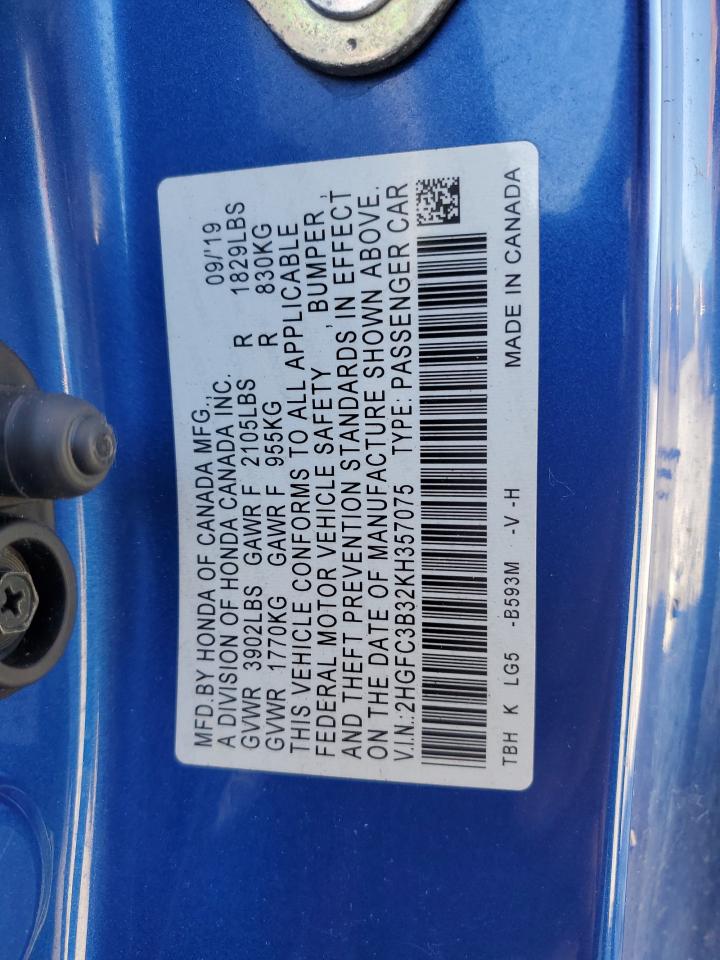 MFD.BY HONDA OF CANADA MFG., 09/'19
A DIVISION OF HONDA CANADA INC.
GVWR 3902LBS GAWR F 2105LBS R 1829LBS
GVWR 1770KG GAWR F 955KG R 830KG
THIS VEHICLE CONFORMS TO ALL APPLICABLE
FEDERAL MOTOR VEHICLE SAFETY , BUMPER ,
AND THEFT PREVENTION STANDARDS IN EFFECT
ON THE DATE OF MANUFACTURE SHOWN ABOVE.
V.I.N.:2HGFC3B32KH357075 TYPE:PASSENGER CAR
TBH K LG5 -B593M -V-H MADE IN CANADA